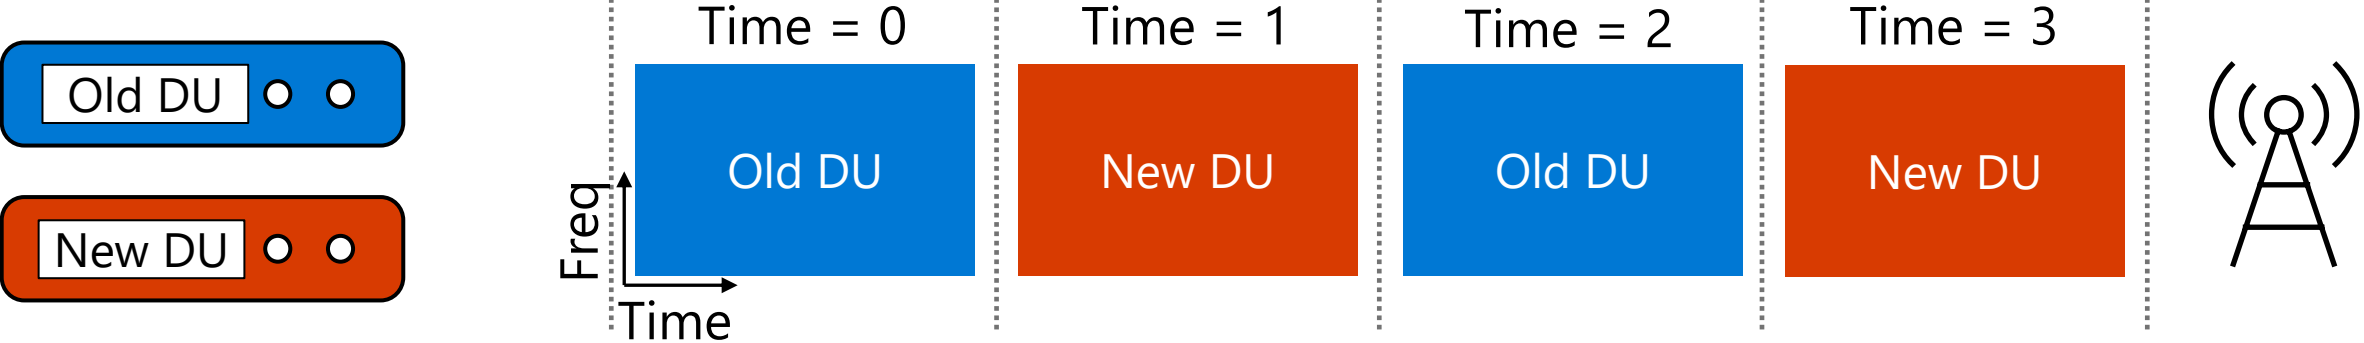 Old DU
New DU
Time = 0
Time = 1
Time = 2
Time = 3
Old DU
New DU
Old DU
New DU
Freq
Time